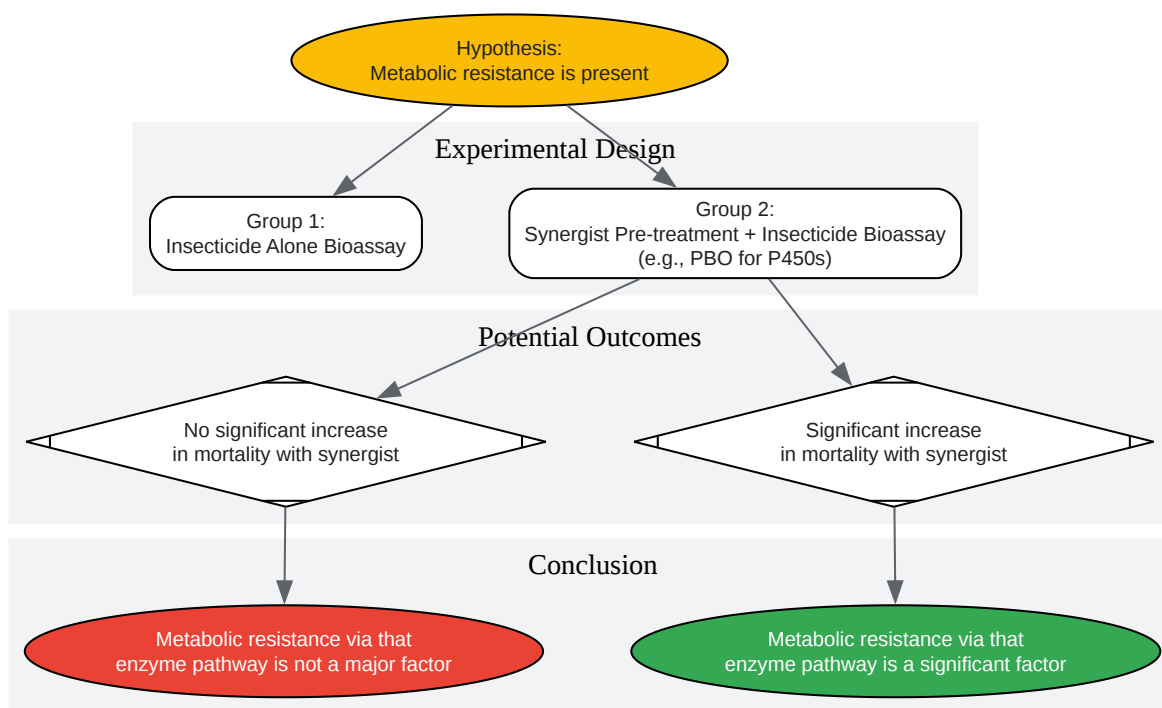 Hypothesis:
Metabolic resistance is present
Experimental Design
Group 1:
Insecticide Alone Bioassay
Group 2:
Synergist Pre-treatment + Insecticide Bioassay
(e.g., PBO for P450s)
Potential Outcomes
No significant increase
in mortality with synergist
Significant increase
in mortality with synergist
Conclusion
Metabolic resistance via that
enzyme pathway is not a major factor
Metabolic resistance via that
enzyme pathway is a significant factor